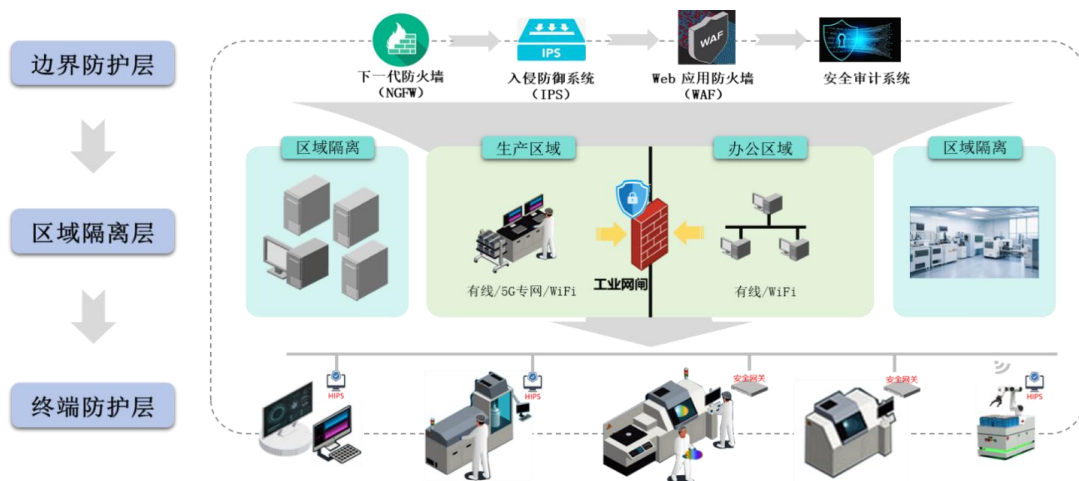 边界防护层
IPS
WAF
下一代防火墙
（NGFW）
入侵防御系统
（IPS）
Web 应用防火墙
（WAF）
安全审计系统
区域隔离层
区域隔离
生产区域
办公区域
区域隔离
工业网闸
有线/5G专网/WiFi
有线/WiFi
终端防护层
HIPS
HIPS
安全网关
安全网关
HIPS